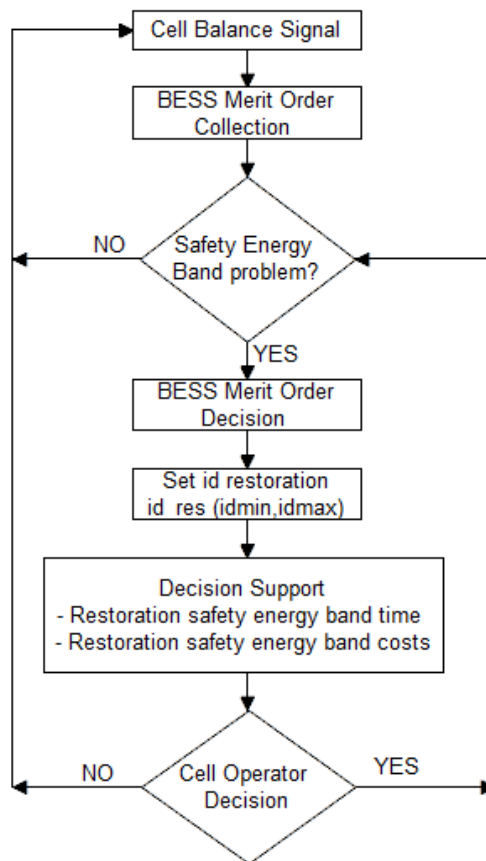 Cell Balance Signal
BESS Merit Order
Collection
NO
Safety Energy
Band problem?
YES
BESS Merit Order
Decision
Set id restoration
id_res (idmin,idmax)
Decision Support
- Restoration safety energy band time
- Restoration safety energy band costs
NO
Cell Operator
Decision
YES